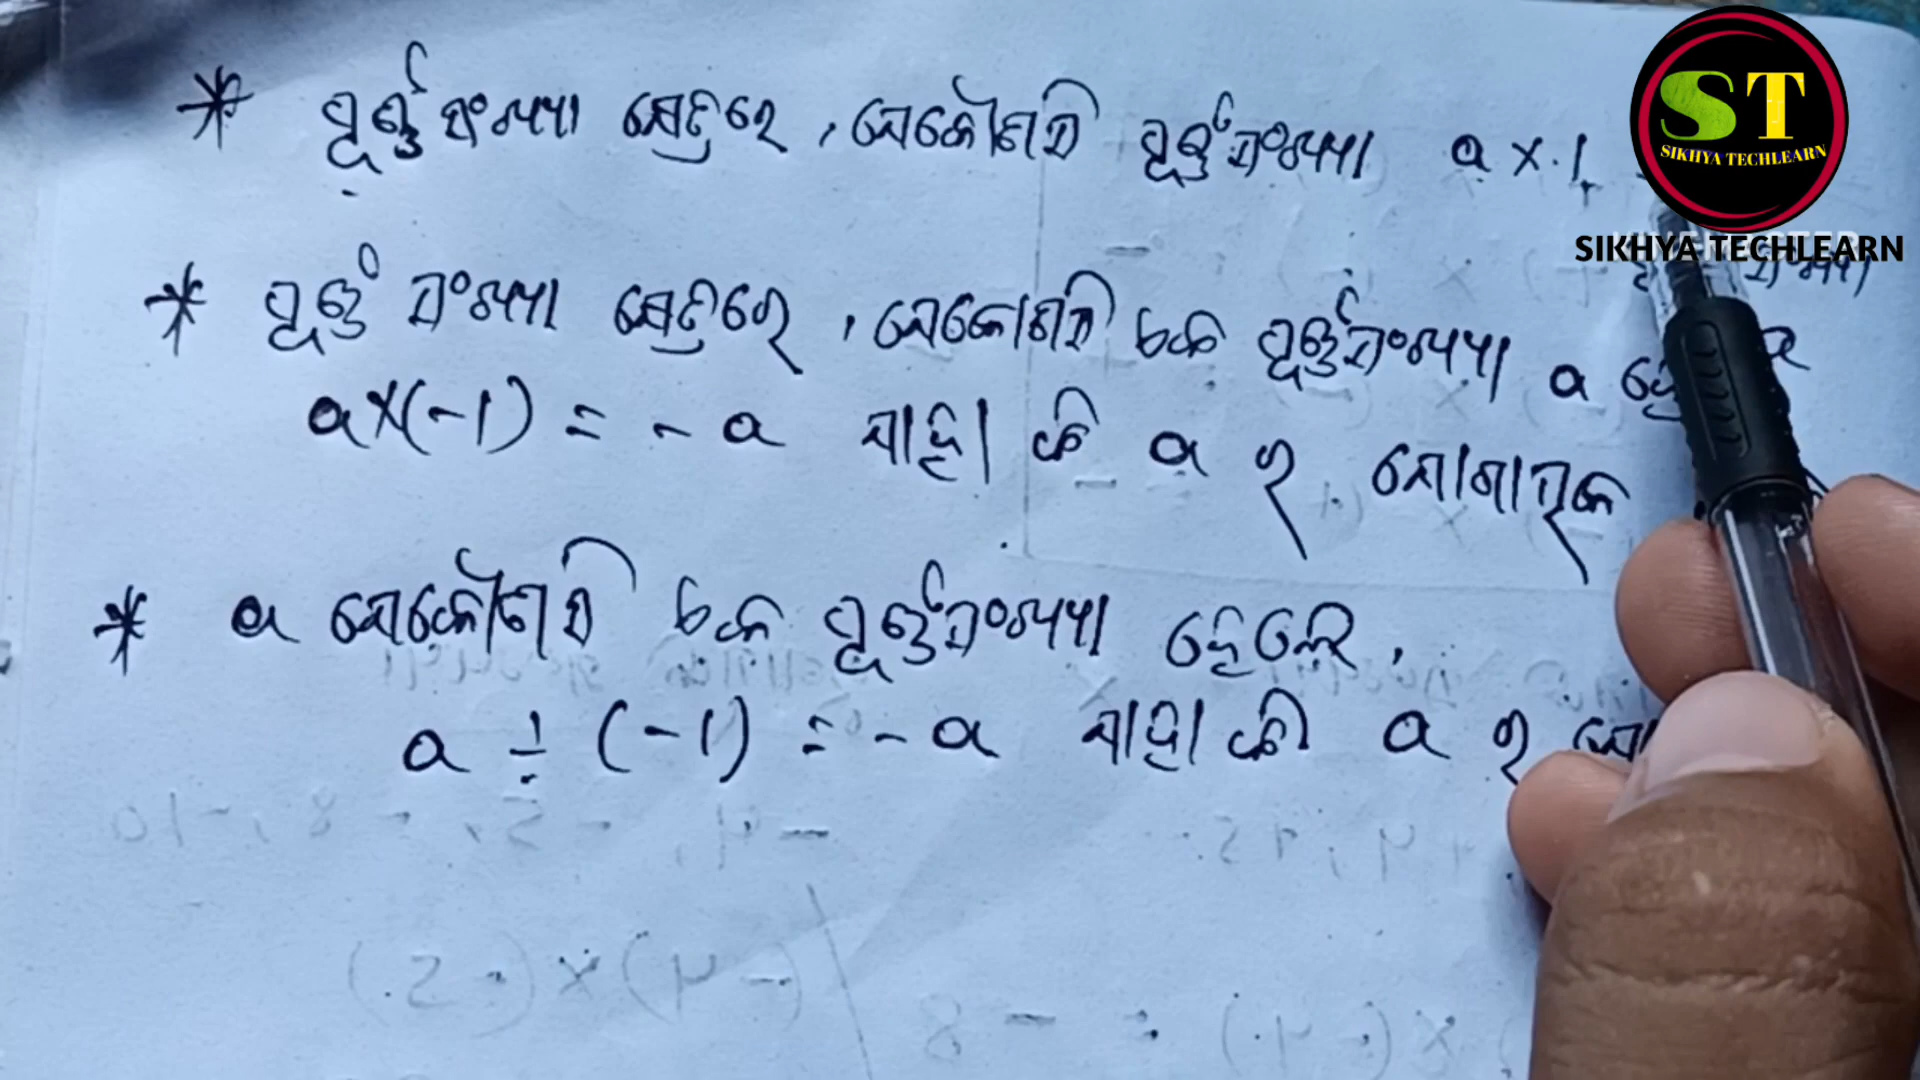 * ପୂର୍ଣ୍ଣସଂଖ୍ୟା କ୍ଷେତ୍ରରେ, ଯେକୌଣସି ପୂର୍ଣ୍ଣସଂଖ୍ୟା a × 1
ST
SIKHYA TECHLEARN
SIKHYA TECHLEARN
* ପୂର୍ଣ୍ଣ ସଂଖ୍ୟା କ୍ଷେତ୍ରରେ, ଯେକୋଣସି ଏକ ପୂର୍ଣ୍ଣସଂଖ୍ୟା a
a×(-1) = - a ଯାହା କି a ର ଯୋଗାତ୍ମକ
* a ଯେକୌଣସି ଏକ ପୂର୍ଣ୍ଣସଂଖ୍ୟା ହେଲେ,
a ÷ (-1) = - a ଯାହା କୀ a ର